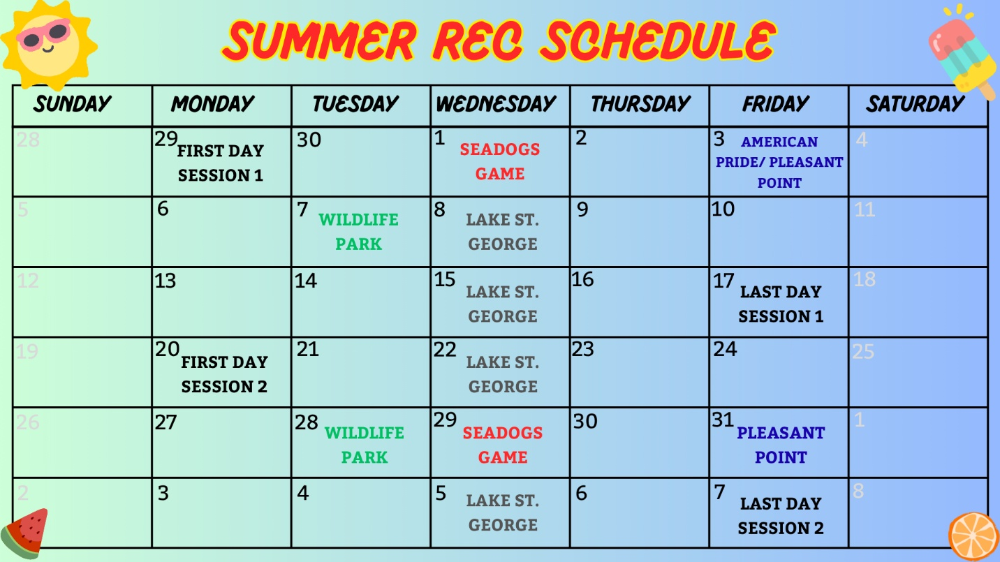 SUMMER REC SCHEDULE
SUNDAY MONDAY TUESDAY WEDNESDAY THURSDAY FRIDAY SATURDAY
28
29
FIRST DAY
SESSION 1
30
1
SEADOGS
GAME
2
3
AMERICAN
PRIDE/ PLEASANT
POINT
4
5
6
7
WILDLIFE
PARK
8
LAKE ST.
GEORGE
9
10
11
12
13
14
15
LAKE ST.
GEORGE
16
17
LAST DAY
SESSION 1
18
19
20
FIRST DAY
SESSION 2
21
22
LAKE ST.
GEORGE
23
24
25
26
27
28
WILDLIFE
PARK
29
SEADOGS
GAME
30
31
PLEASANT
POINT
1
2
3
4
5
LAKE ST.
GEORGE
6
7
LAST DAY
SESSION 2
8